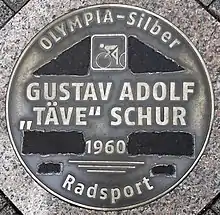 OLYMPIA-Silber
GUSTAV ADOLF
„TÄVE“ SCHUR
1960
Radsport